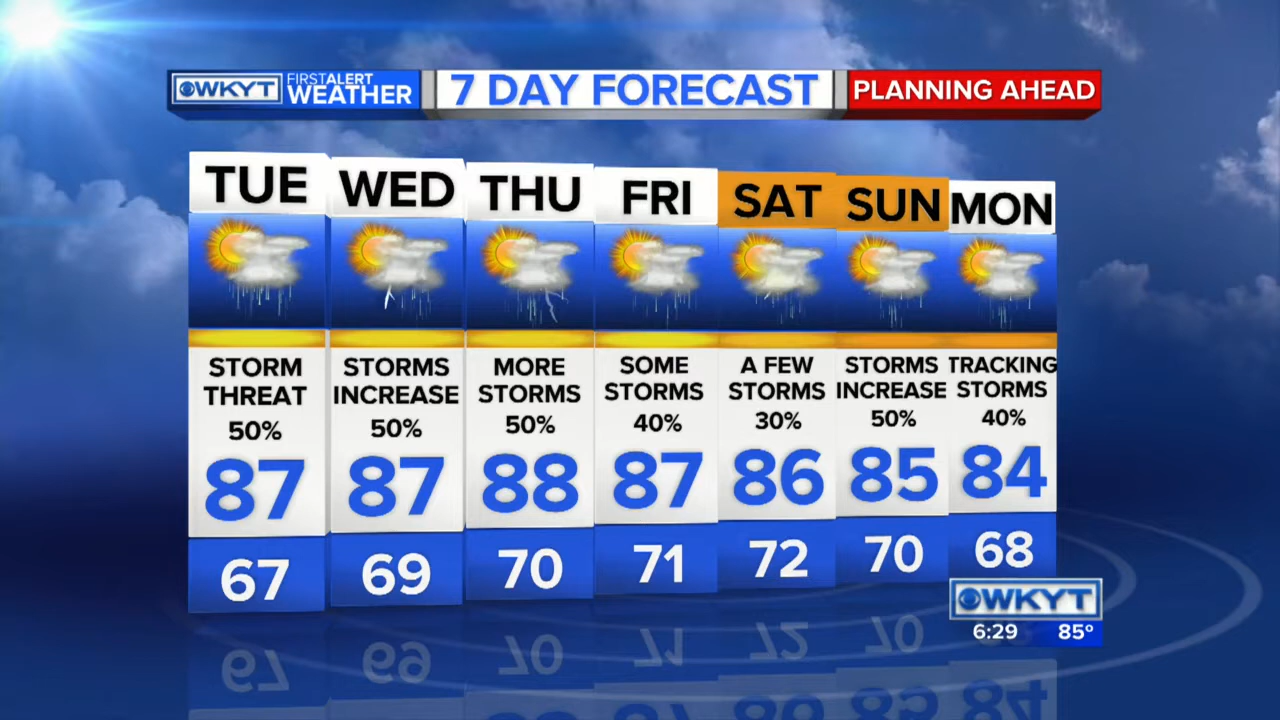 WKYT FIRST ALERT WEATHER 7 DAY FORECAST PLANNING AHEAD
TUE WED THU FRI SAT SUN MON
STORM THREAT
50%
87
67
STORMS INCREASE
50%
87
69
MORE STORMS
50%
88
70
SOME STORMS
40%
87
71
A FEW STORMS
30%
86
72
STORMS INCREASE
50%
85
70
TRACKING STORMS
40%
84
68
WKYT
6:29 85°